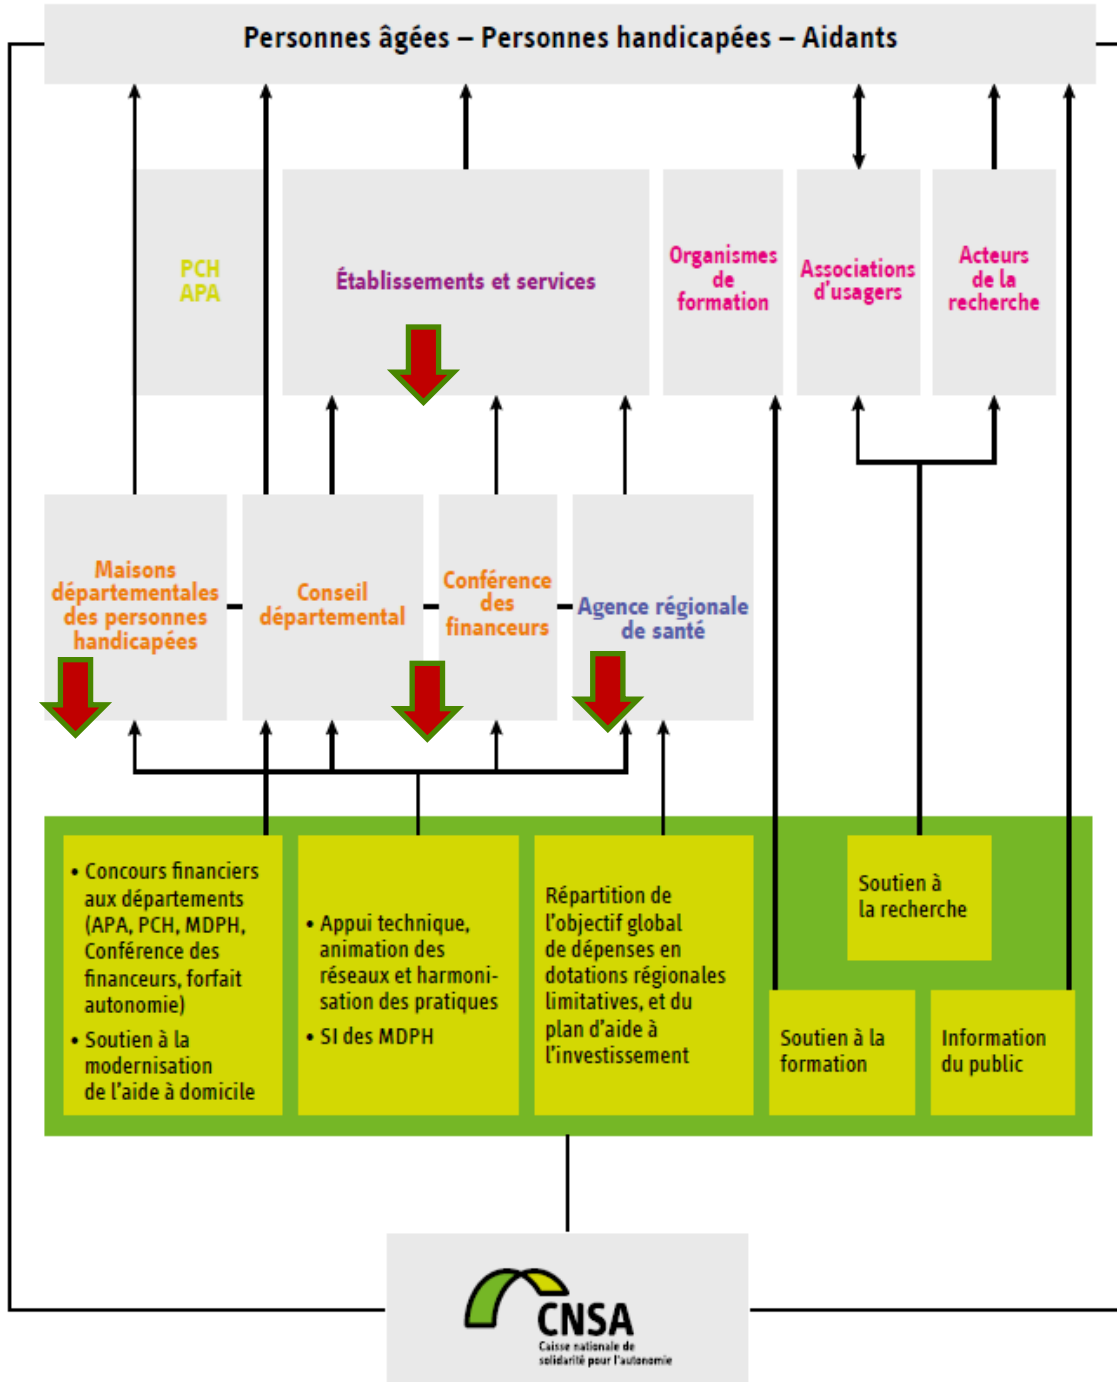 Personnes âgées – Personnes handicapées – Aidants
PCH
APA
Établissements et services
Organismes
de
formation
Associations
d'usagers
Acteurs
de la
recherche
Maisons
départementales
des personnes
handicapées
Conseil
départemental
Conférence
des
financeurs
Agence régionale
de santé
• Concours financiers
aux départements
(APA, PCH, MDPH,
Conférence des
financeurs, forfait
autonomie)
• Soutien à la
modernisation
de l'aide à domicile
• Appui technique,
animation des
réseaux et harmoni-
sation des pratiques
• SI des MDPH
Répartition de
l'objectif global
de dépenses en
dotations régionales
limitatives, et du
plan d'aide à
l'investissement
Soutien à
la recherche
Soutien à la
formation
Information
du public
CNSA
Caisse nationale de
solidarité pour l'autonomie